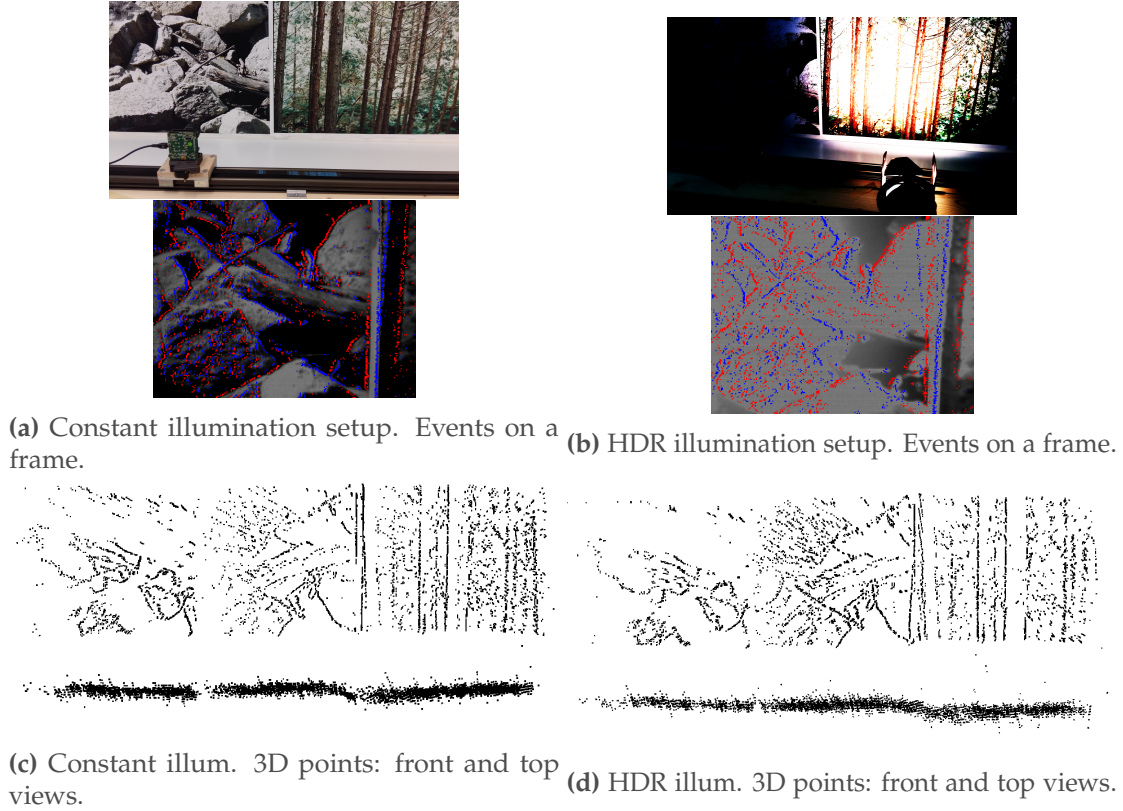 (a) Constant illumination setup. Events on a
frame.
(b) HDR illumination setup. Events on a frame.
(c) Constant illum. 3D points: front and top
views.
(d) HDR illum. 3D points: front and top views.